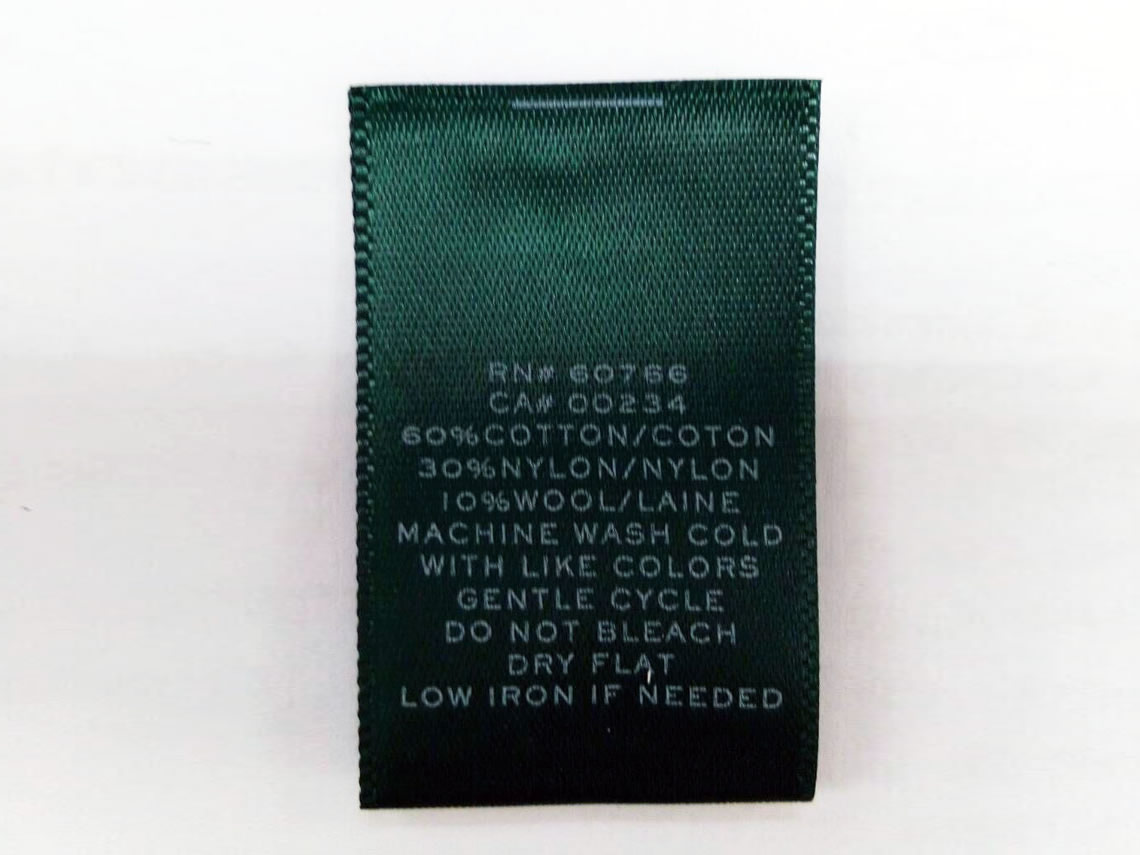 RN# 60766
CA# 00234
60%COTTON/COTON
30%NYLON/NYLON
10%WOOL/LAINE
MACHINE WASH COLD
WITH LIKE COLORS
GENTLE CYCLE
DO NOT BLEACH
DRY FLAT
LOW IRON IF NEEDED